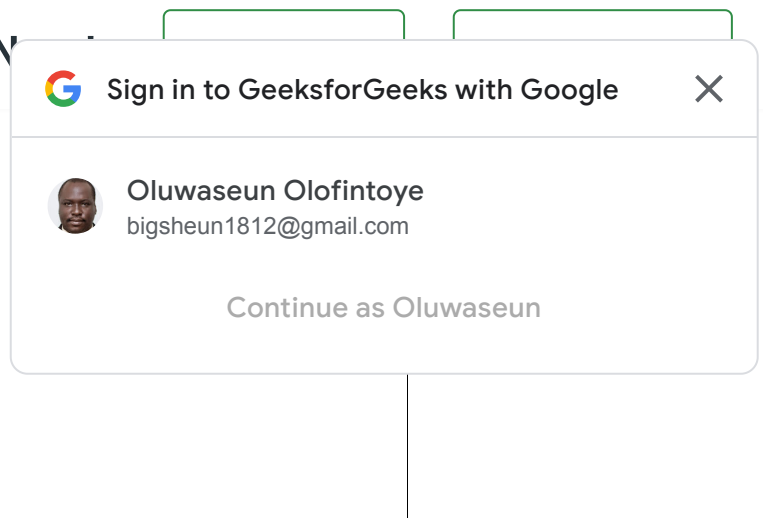 Sign in to GeeksforGeeks with Google
Oluwaseun Olofintoye
bigsheun1812@gmail.com
Continue as Oluwaseun